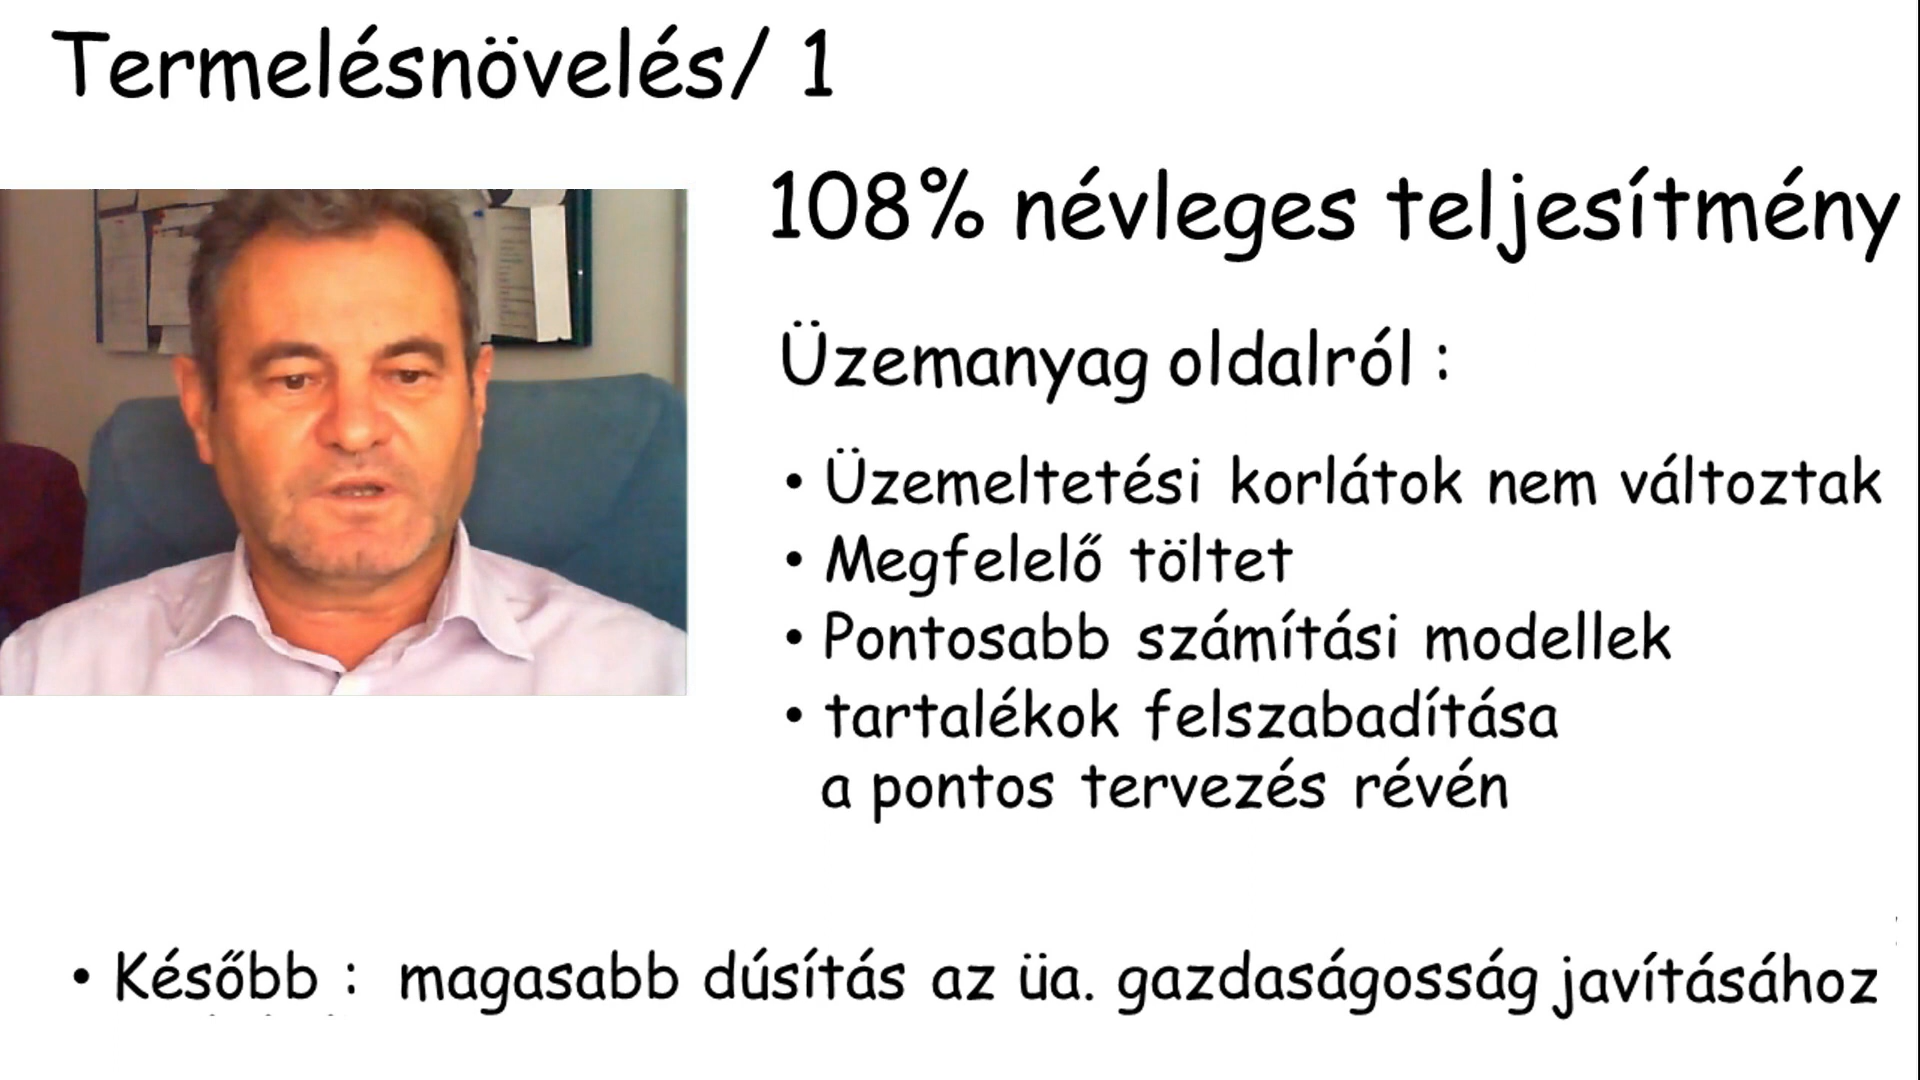 Termelésnövelés/ 1
108% névleges teljesítmény
Üzemanyag oldalról :
• Üzemeltetési korlátok nem változtak
• Megfelelő töltet
• Pontosabb számítási modellek
• tartalékok felszabadítása
a pontos tervezés révén
• Később : magasabb dúsítás az üa. gazdaságosság javításához